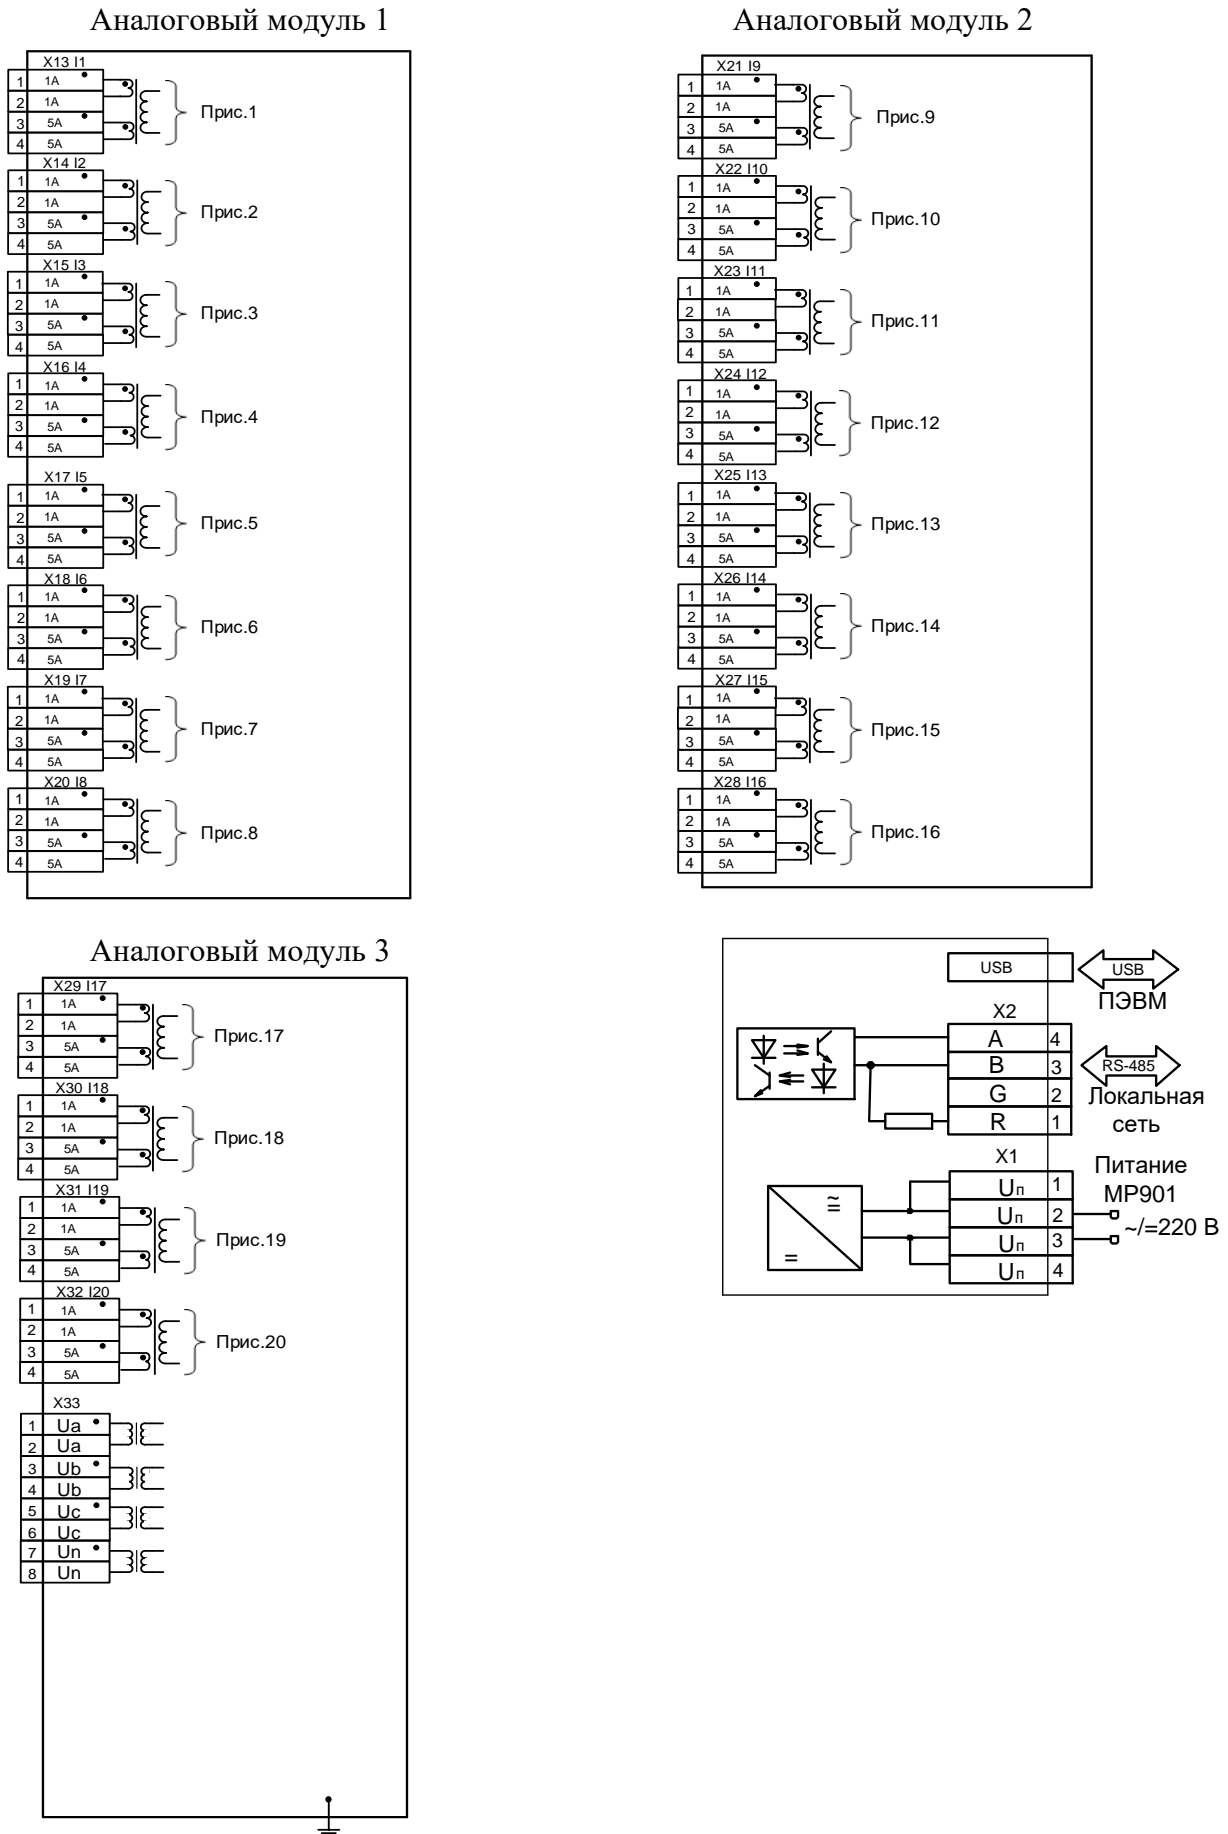 Аналоговый модуль 1
X13 I1
1 1A
2 1A
3 5A
4 5A
Прис.1
X14 I2
1 1A
2 1A
3 5A
4 5A
Прис.2
X15 I3
1 1A
2 1A
3 5A
4 5A
Прис.3
X16 I4
1 1A
2 1A
3 5A
4 5A
Прис.4
X17 I5
1 1A
2 1A
3 5A
4 5A
Прис.5
X18 I6
1 1A
2 1A
3 5A
4 5A
Прис.6
X19 I7
1 1A
2 1A
3 5A
4 5A
Прис.7
X20 I8
1 1A
2 1A
3 5A
4 5A
Прис.8
Аналоговый модуль 2
X21 I9
1 1A
2 1A
3 5A
4 5A
Прис.9
X22 I10
1 1A
2 1A
3 5A
4 5A
Прис.10
X23 I11
1 1A
2 1A
3 5A
4 5A
Прис.11
X24 I12
1 1A
2 1A
3 5A
4 5A
Прис.12
X25 I13
1 1A
2 1A
3 5A
4 5A
Прис.13
X26 I14
1 1A
2 1A
3 5A
4 5A
Прис.14
X27 I15
1 1A
2 1A
3 5A
4 5A
Прис.15
X28 I16
1 1A
2 1A
3 5A
4 5A
Прис.16
Аналоговый модуль 3
X29 I17
1 1A
2 1A
3 5A
4 5A
Прис.17
X30 I18
1 1A
2 1A
3 5A
4 5A
Прис.18
X31 I19
1 1A
2 1A
3 5A
4 5A
Прис.19
X32 I20
1 1A
2 1A
3 5A
4 5A
Прис.20
X33
1 Ua
2 Ua
3 Ub
4 Ub
5 Uc
6 Uc
7 Un
8 Un
USB
USB
ПЭВМ
X2
A 4
B 3
G 2
R 1
RS-485
Локальная
сеть
X1
Uп 1
Uп 2
Uп 3
Uп 4
Питание
МР901
~/=220 В